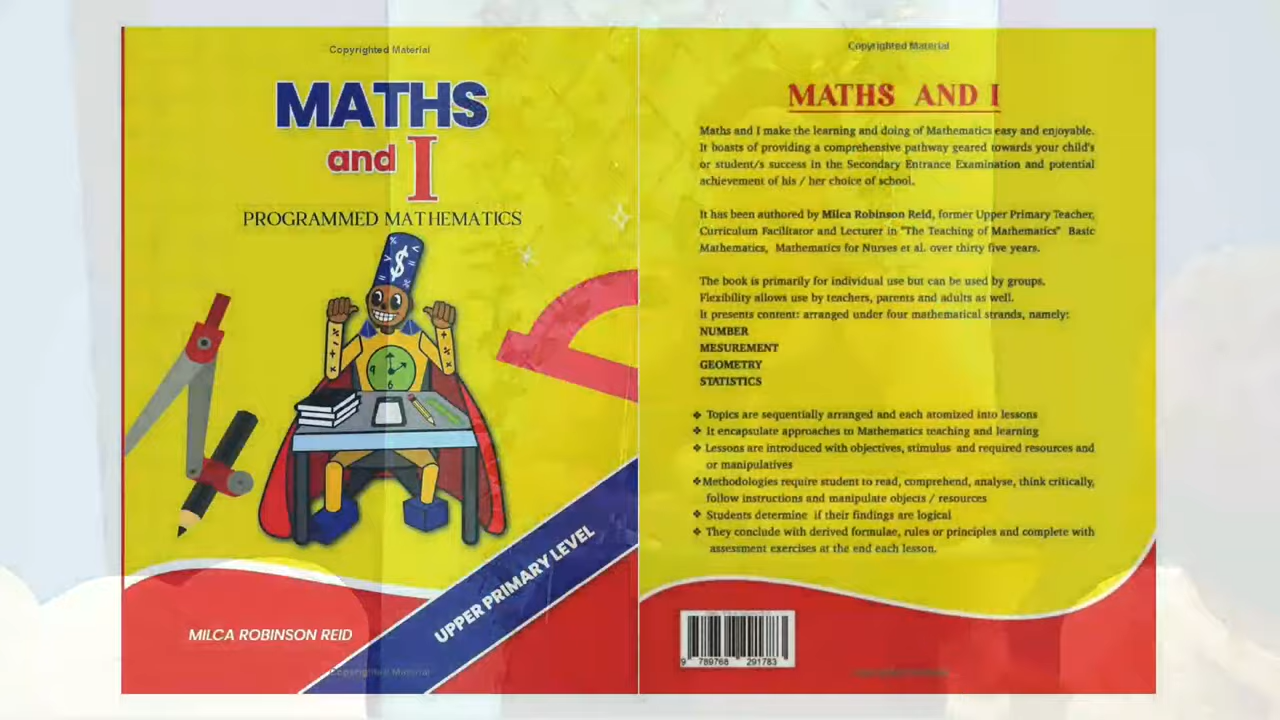 Copyrighted Material
MATHS
and I
PROGRAMMED MATHEMATICS
$
9
6
UPPER PRIMARY LEVEL
MILCA ROBINSON REID
Copyrighted Material
Copyrighted Material
MATHS AND I
Maths and I make the learning and doing of Mathematics easy and enjoyable.
It boasts of providing a comprehensive pathway geared towards your child's
or student/s success in the Secondary Entrance Examination and potential
achievement of his / her choice of school.
It has been authored by Milca Robinson Reid, former Upper Primary Teacher,
Curriculum Facilitator and Lecturer in "The Teaching of Mathematics" Basic
Mathematics, Mathematics for Nurses et al. over thirty five years.
The book is primarily for individual use but can be used by groups.
Flexibility allows use by teachers, parents and adults as well.
It presents content: arranged under four mathematical strands, namely:
NUMBER
MESUREMENT
GEOMETRY
STATISTICS
❖ Topics are sequentially arranged and each atomized into lessons
❖ It encapsulate approaches to Mathematics teaching and learning
❖ Lessons are introduced with objectives, stimulus and required resources and
or manipulatives
❖Methodologies require student to read, comprehend, analyse, think critically,
follow instructions and manipulate objects / resources
❖ Students determine if their findings are logical
❖ They conclude with derived formulae, rules or principles and complete with
assessment exercises at the end each lesson.
9 789768 291783